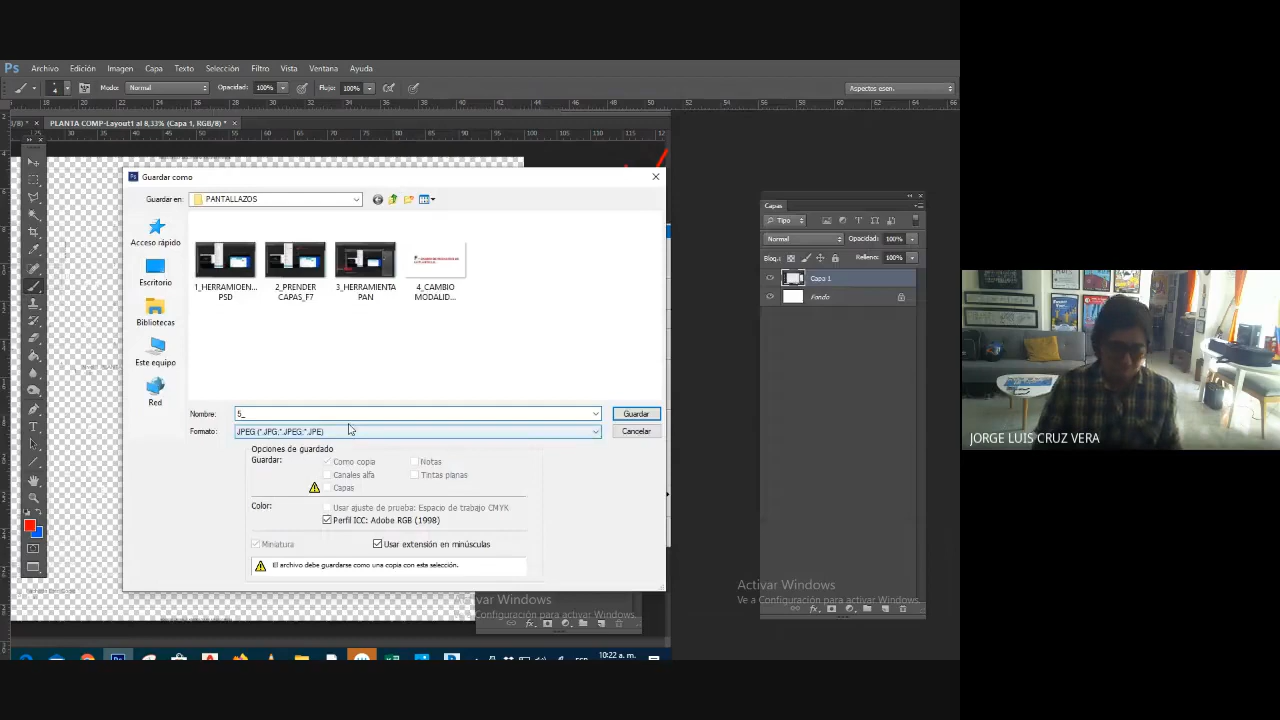 Ps Archivo Edición Imagen Capa Texto Selección Filtro Vista Ventana Ayuda
4 Modo: Normal Opacidad: 100% Flujo: 100% Aspectos esen.
PLANTA COMP-Layout1 al 8,33% (Capa 1, RGB/8) *
Guardar como
Guardar en: PANTALLAZOS
Acceso rápido
Escritorio
Bibliotecas
Este equipo
Red
1_HERRAMIOEN... PSD
2_PRENDER CAPAS_F7
3_HERRAMIENTA PAN
4_CAMBIO MODALID...
Nombre: 5_
Guardar
Formato: JPEG (*.JPG;*.JPEG;*.JPE)
Cancelar
Opciones de guardado
Guardar:
Como copia
Notas
Canales alfa
Tintas planas
Capas
Color:
Usar ajuste de prueba: Espacio de trabajo CMYK
Perfil ICC: Adobe RGB (1998)
Miniatura
Usar extensión en minúsculas
El archivo debe guardarse como una copia con esta selección.
Capas
Tipo
Normal Opacidad: 100%
Bloq.: Relleno: 100%
Capa 1
Fondo
Activar Windows
Ve a Configuración para activar Windows.
var Windows
Configuración para activar Windows.
10:22 a. m.
JORGE LUIS CRUZ VERA